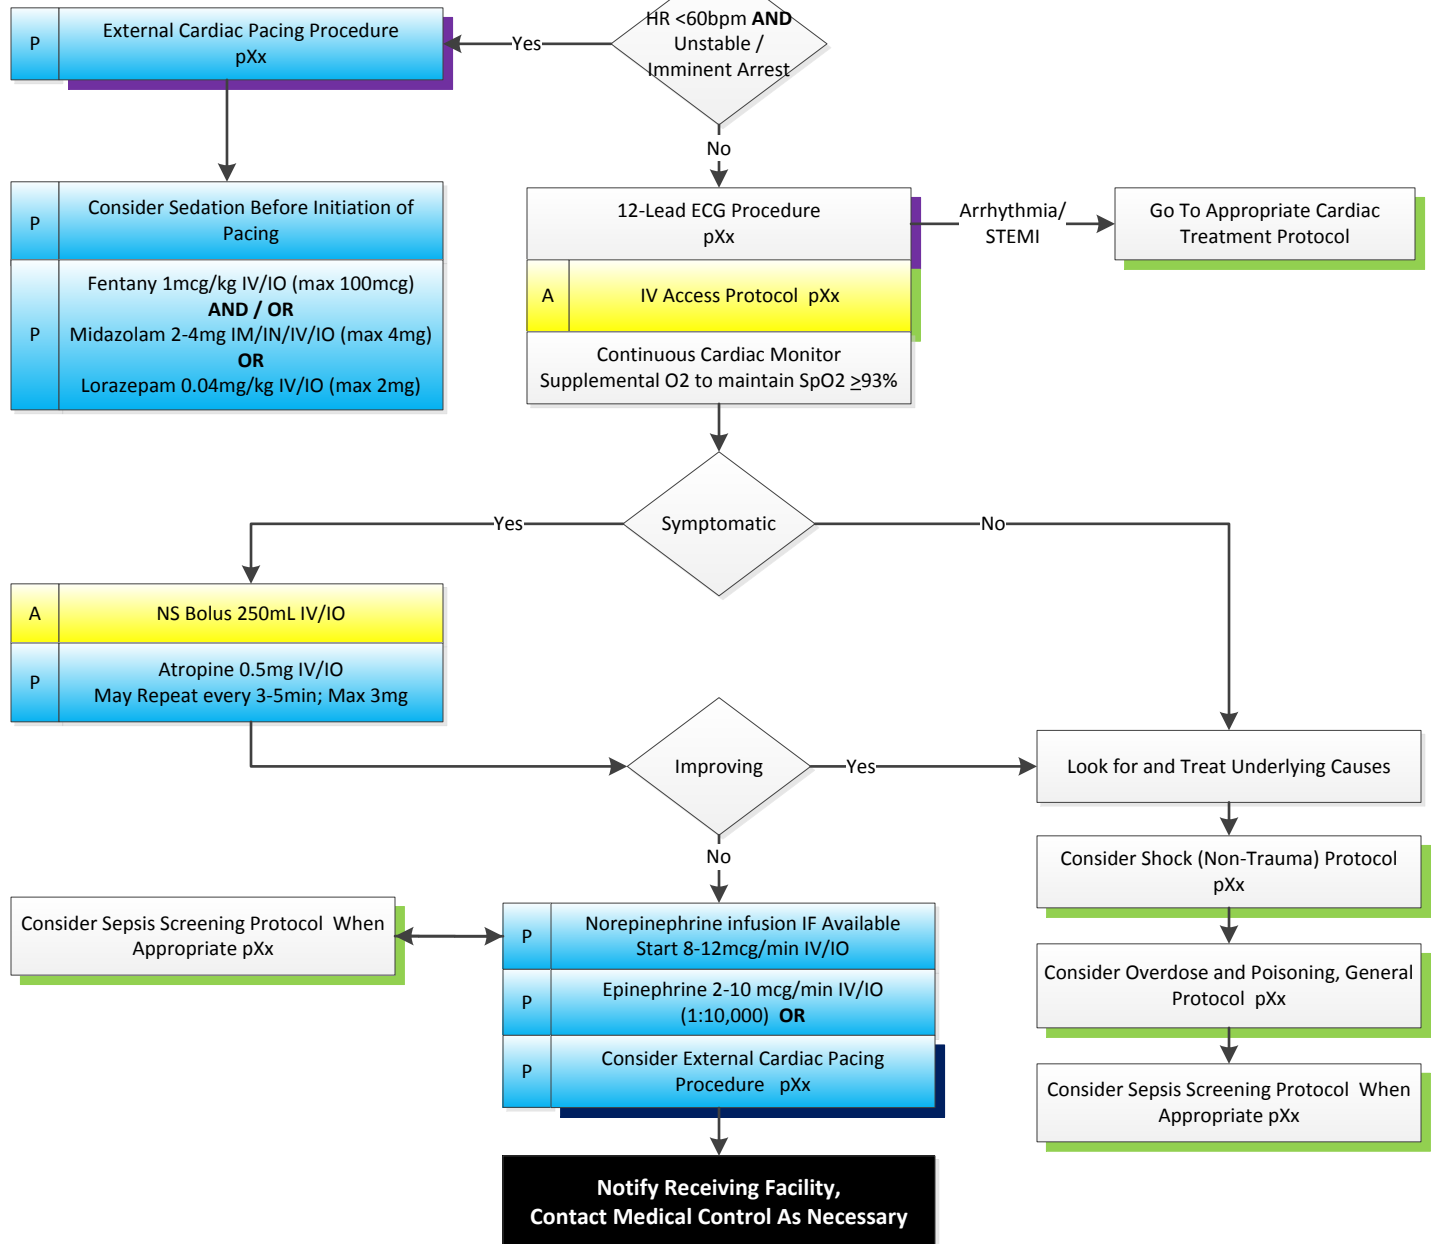 P
External Cardiac Pacing Procedure
pXx
Yes
HR <60bpm AND
Unstable /
Imminent Arrest
No
P
Consider Sedation Before Initiation of
Pacing
P
Fentany 1mcg/kg IV/IO (max 100mcg)
AND / OR
Midazolam 2-4mg IM/IN/IV/IO (max 4mg)
OR
Lorazepam 0.04mg/kg IV/IO (max 2mg)
12-Lead ECG Procedure
pXx
Arrhythmia/
STEMI
Go To Appropriate Cardiac
Treatment Protocol
A
IV Access Protocol pXx
Continuous Cardiac Monitor
Supplemental O2 to maintain SpO2 ≥93%
Symptomatic
Yes
No
A
NS Bolus 250mL IV/IO
P
Atropine 0.5mg IV/IO
May Repeat every 3-5min; Max 3mg
Improving
Yes
Look for and Treat Underlying Causes
No
Consider Shock (Non-Trauma) Protocol
pXx
Consider Sepsis Screening Protocol When
Appropriate pXx
P
Norepinephrine infusion IF Available
Start 8-12mcg/min IV/IO
P
Epinephrine 2-10 mcg/min IV/IO
(1:10,000) OR
P
Consider External Cardiac Pacing
Procedure pXx
Consider Overdose and Poisoning, General
Protocol pXx
Consider Sepsis Screening Protocol When
Appropriate pXx
Notify Receiving Facility,
Contact Medical Control As Necessary